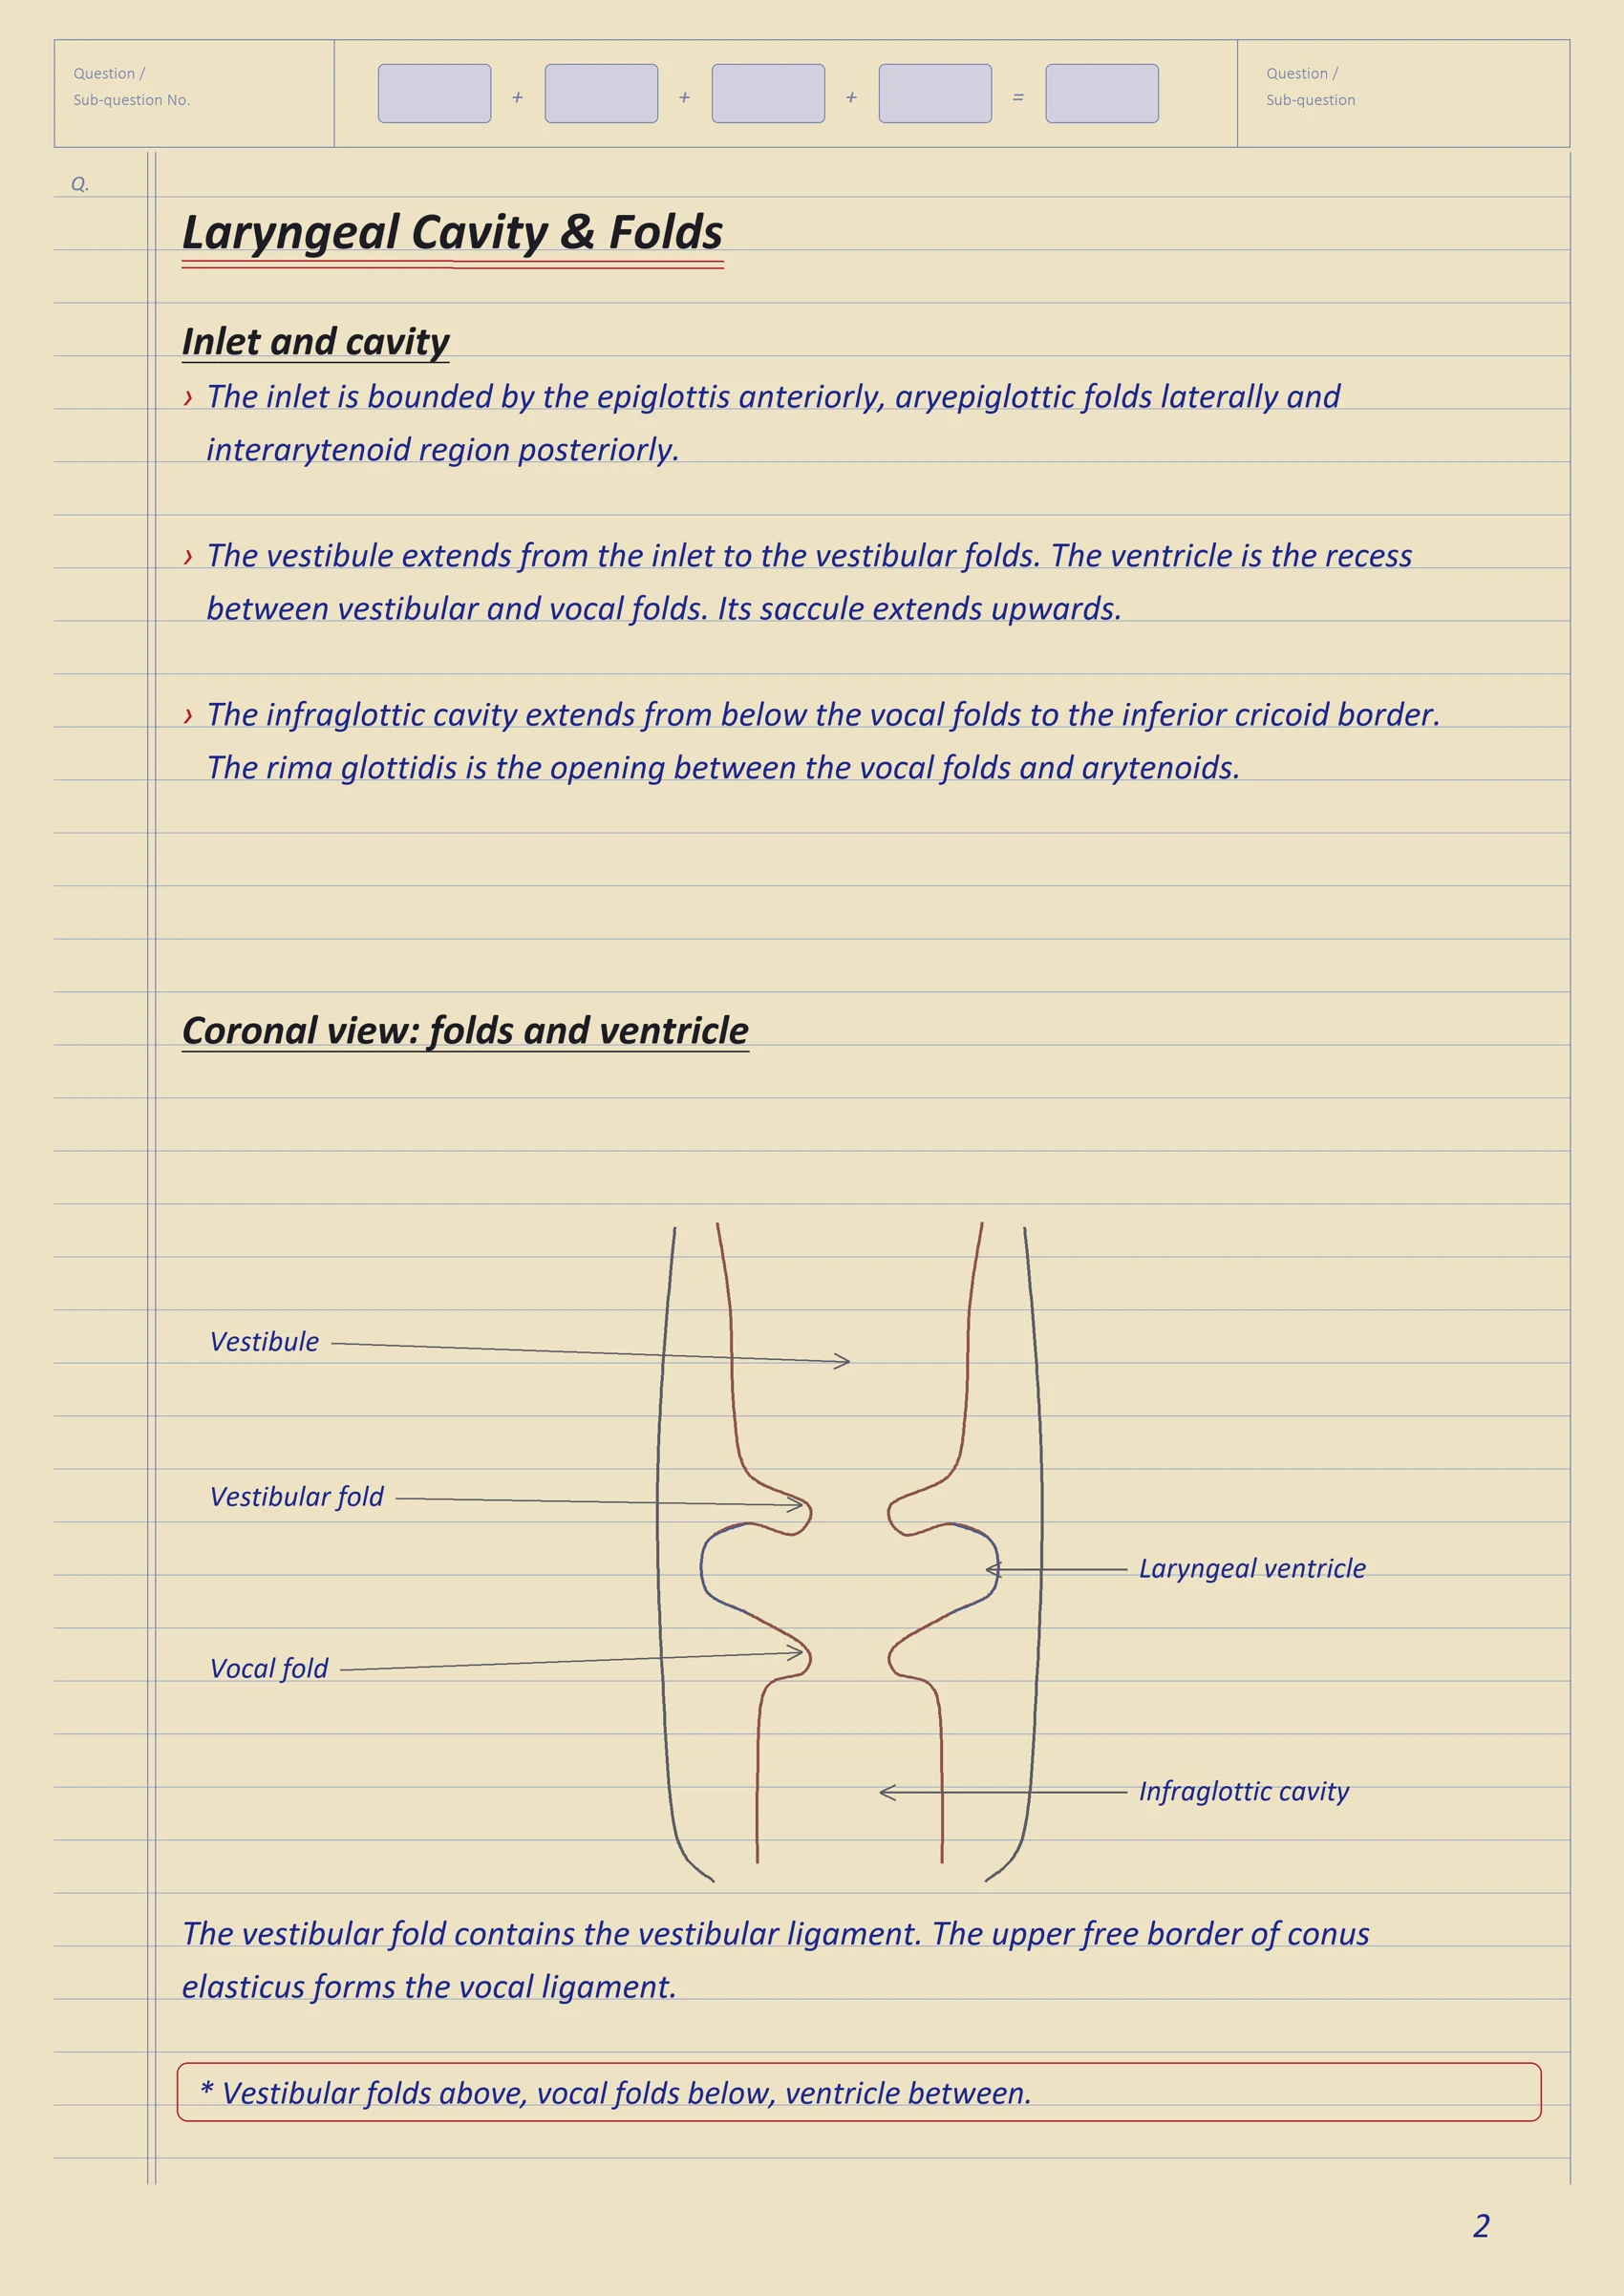 Question /
Sub-question No.
+ + + =
Question /
Sub-question
Q.
Laryngeal Cavity & Folds
Inlet and cavity
› The inlet is bounded by the epiglottis anteriorly, aryepiglottic folds laterally and
interarytenoid region posteriorly.
› The vestibule extends from the inlet to the vestibular folds. The ventricle is the recess
between vestibular and vocal folds. Its saccule extends upwards.
› The infraglottic cavity extends from below the vocal folds to the inferior cricoid border.
The rima glottidis is the opening between the vocal folds and arytenoids.
Coronal view: folds and ventricle
Vestibule
Vestibular fold
Laryngeal ventricle
Vocal fold
Infraglottic cavity
The vestibular fold contains the vestibular ligament. The upper free border of conus
elasticus forms the vocal ligament.
* Vestibular folds above, vocal folds below, ventricle between.
2